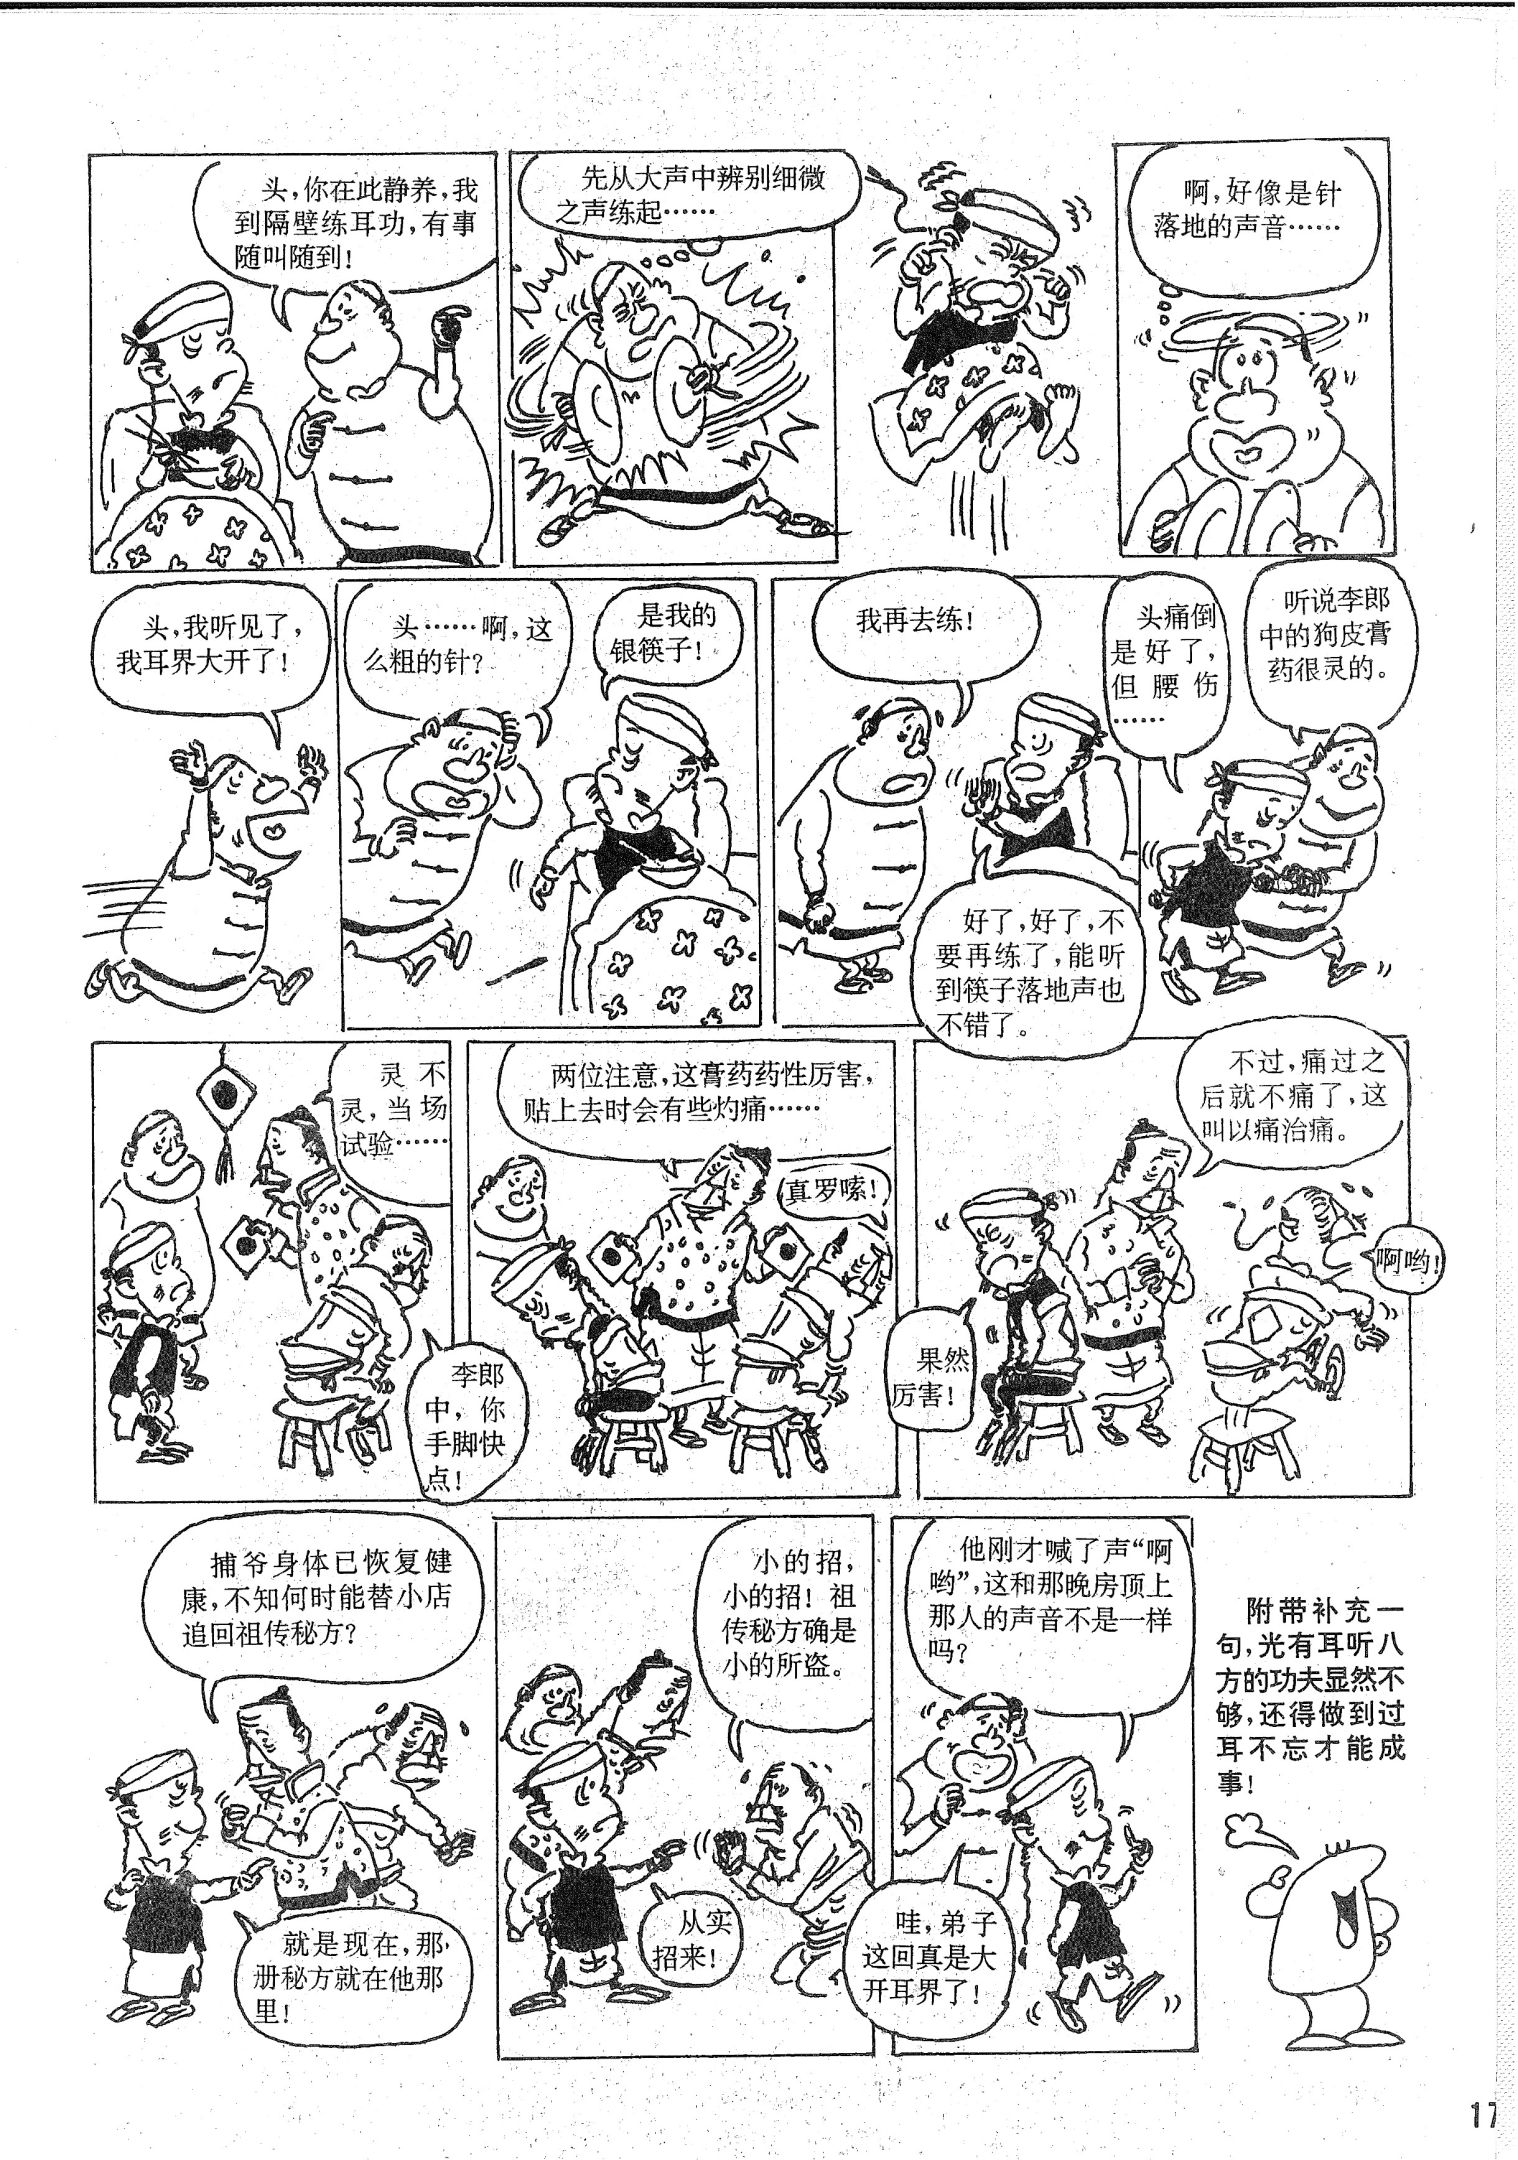 头，你在此静养，我
到隔壁练耳功，有事
随叫随到！
先从大声中辨别细微
之声练起……
啊，好像是针
落地的声音……
头，我听见了，
我耳界大开了！
头……啊，这
么粗的针？
是我的
银筷子！
我再去练！
好了，好了，不
要再练了，能听
到筷子落地声也
不错了。
头痛倒
是好了，
但腰伤
……
听说李郎
中的狗皮膏
药很灵的。
灵不
灵，当场
试验……
李郎
中，你
手脚快
点！
两位注意，这膏药药性厉害，
贴上去时会有些灼痛……
真罗嗦！
不过，痛过之
后就不痛了，这
叫以痛治痛。
果然
厉害！
啊哟！
捕爷身体已恢复健
康，不知何时能替小店
追回祖传秘方？
就是现在，那
册秘方就在他那
里！
小的招，
小的招！祖
传秘方确是
小的所盗。
从实
招来！
他刚才喊了声“啊
哟”，这和那晚房顶上
那人的声音不是一样
吗？
哇，弟子
这回真是大
开耳界了！
附带补充一
句，光有耳听八
方的功夫显然不
够，还得做到过
耳不忘才能成
事！
17